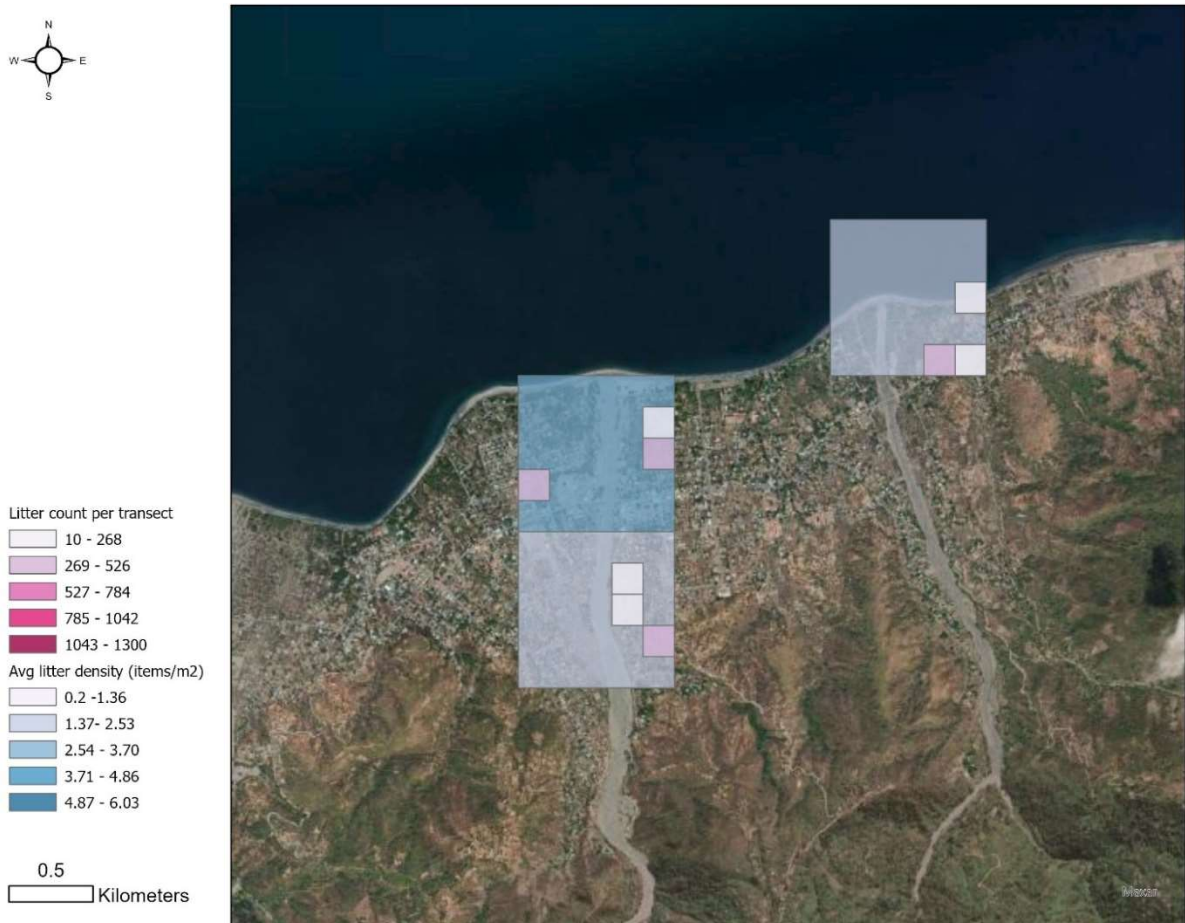 N
W E
S
Litter count per transect
10 - 268
269 - 526
527 - 784
785 - 1042
1043 - 1300
Avg litter density (items/m2)
0.2 -1.36
1.37- 2.53
2.54 - 3.70
3.71 - 4.86
4.87 - 6.03
0.5
Kilometers
Maxar